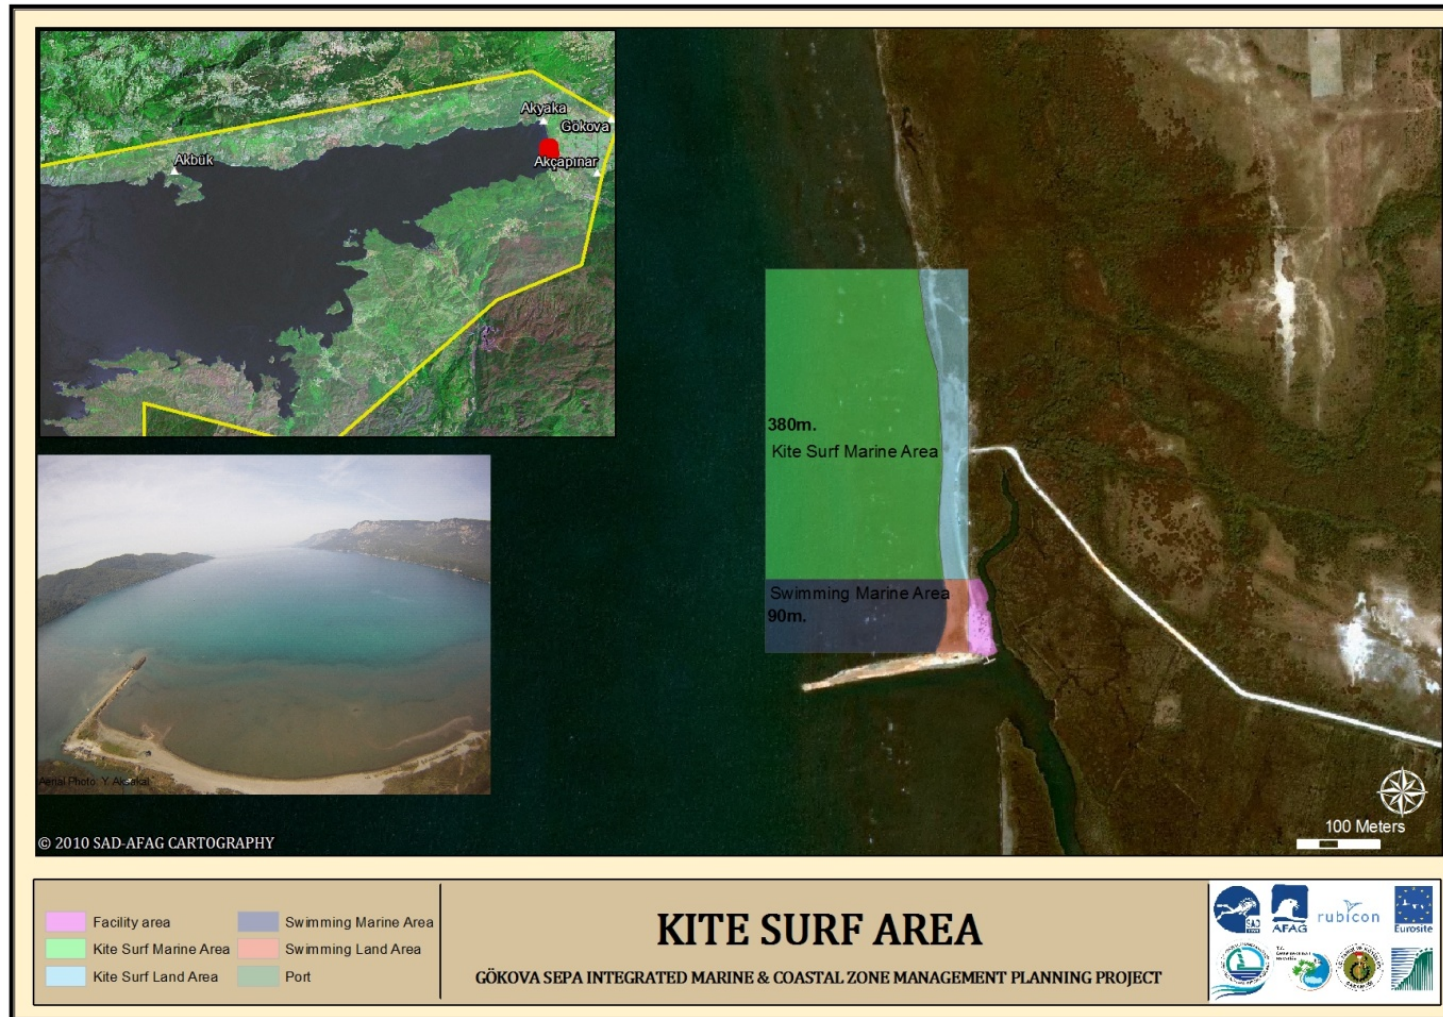 Akyaka
Gökova
Akbük
Akçapınar
380m.
Kite Surf Marine Area
Swimming Marine Area
90m.
Aerial Photo: Y. Aksakal
100 Meters
© 2010 SAD-AFAG CARTOGRAPHY
Facility area
Kite Surf Marine Area
Kite Surf Land Area
Swimming Marine Area
Swimming Land Area
Port
KITE SURF AREA
GÖKOVA SEPA INTEGRATED MARINE & COASTAL ZONE MANAGEMENT PLANNING PROJECT
SAD
AFAG
rubicon
Eurosite